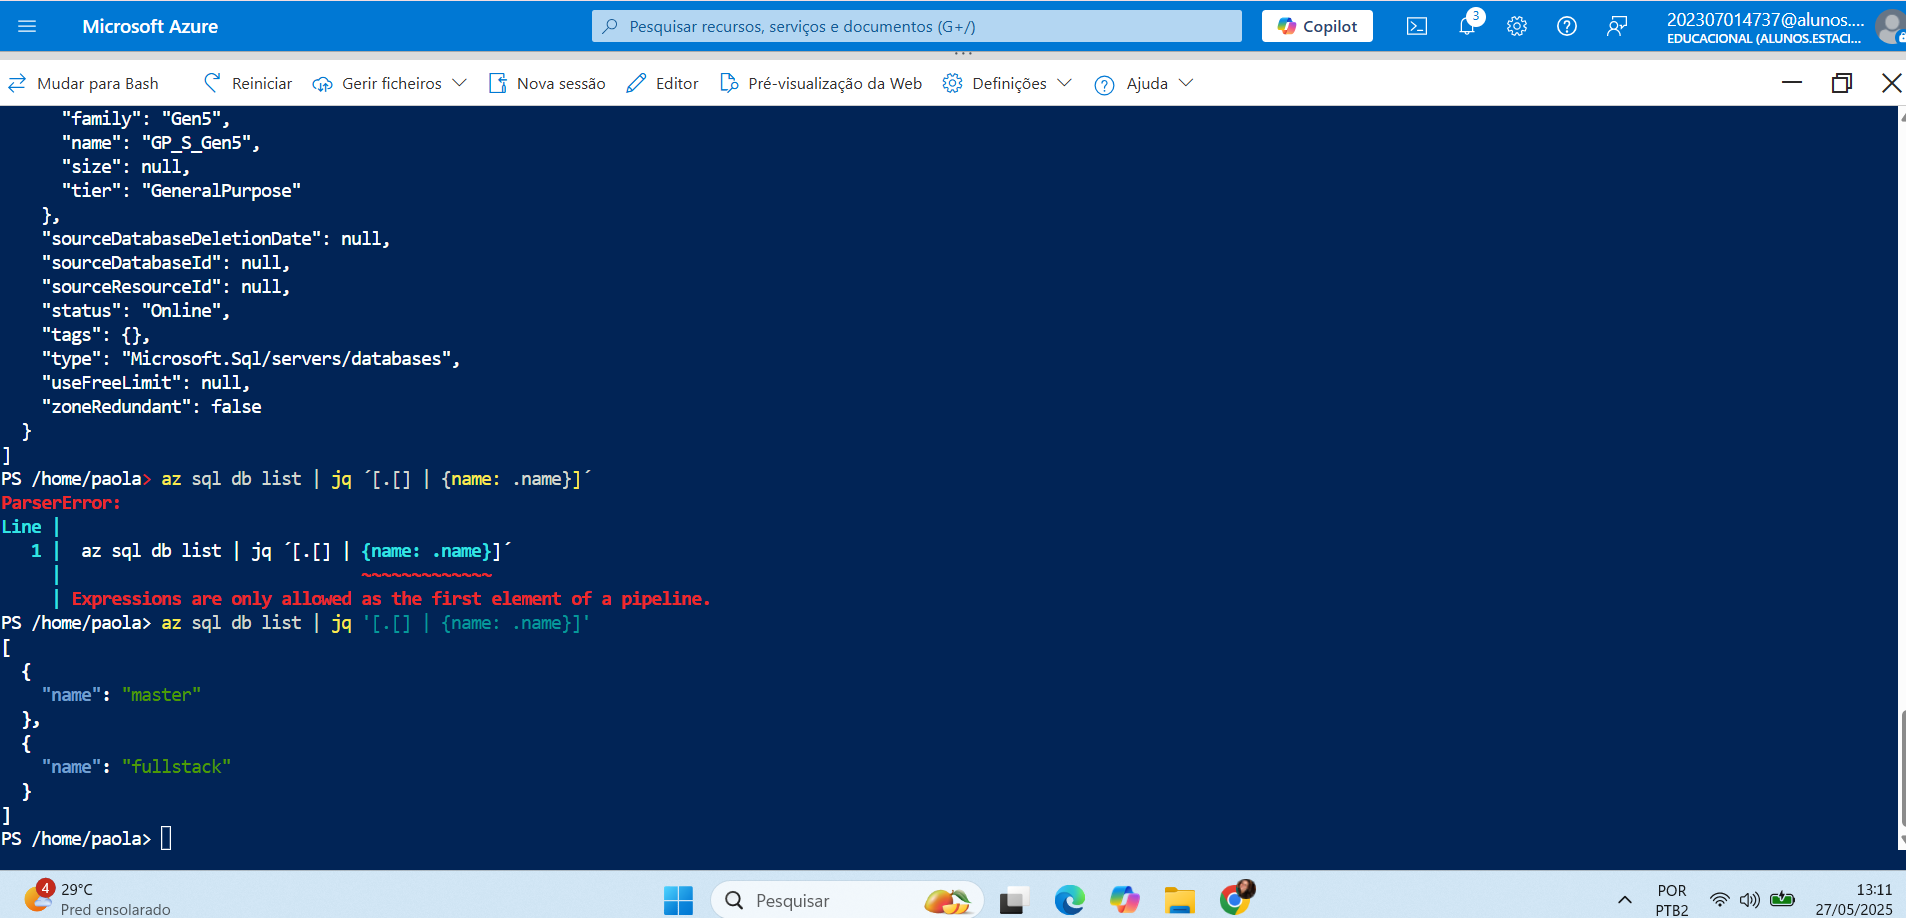 Microsoft Azure
Pesquisar recursos, serviços e documentos (G+/)
Copilot
3
202307014737@alunos....
EDUCACIONAL (ALUNOS.ESTACI...
...
Mudar para Bash
Reiniciar
Gerir ficheiros
Nova sessão
Editor
Pré-visualização da Web
Definições
Ajuda
"family": "Gen5",
"name": "GP_S_Gen5",
"size": null,
"tier": "GeneralPurpose"
},
"sourceDatabaseDeletionDate": null,
"sourceDatabaseId": null,
"sourceResourceId": null,
"status": "Online",
"tags": {},
"type": "Microsoft.Sql/servers/databases",
"useFreeLimit": null,
"zoneRedundant": false
}
]
PS /home/paola> az sql db list | jq ´[.[] | {name: .name}]´
ParserError:
Line |
1 | az sql db list | jq ´[.[] | {name: .name}]´
| ~~~~~~~~~~~~~
| Expressions are only allowed as the first element of a pipeline.
PS /home/paola> az sql db list | jq '[.[] | {name: .name}]'
[
{
"name": "master"
},
{
"name": "fullstack"
}
]
PS /home/paola>
4
29°C
Pred ensolarado
Pesquisar
POR
PTB2
13:11
27/05/2025